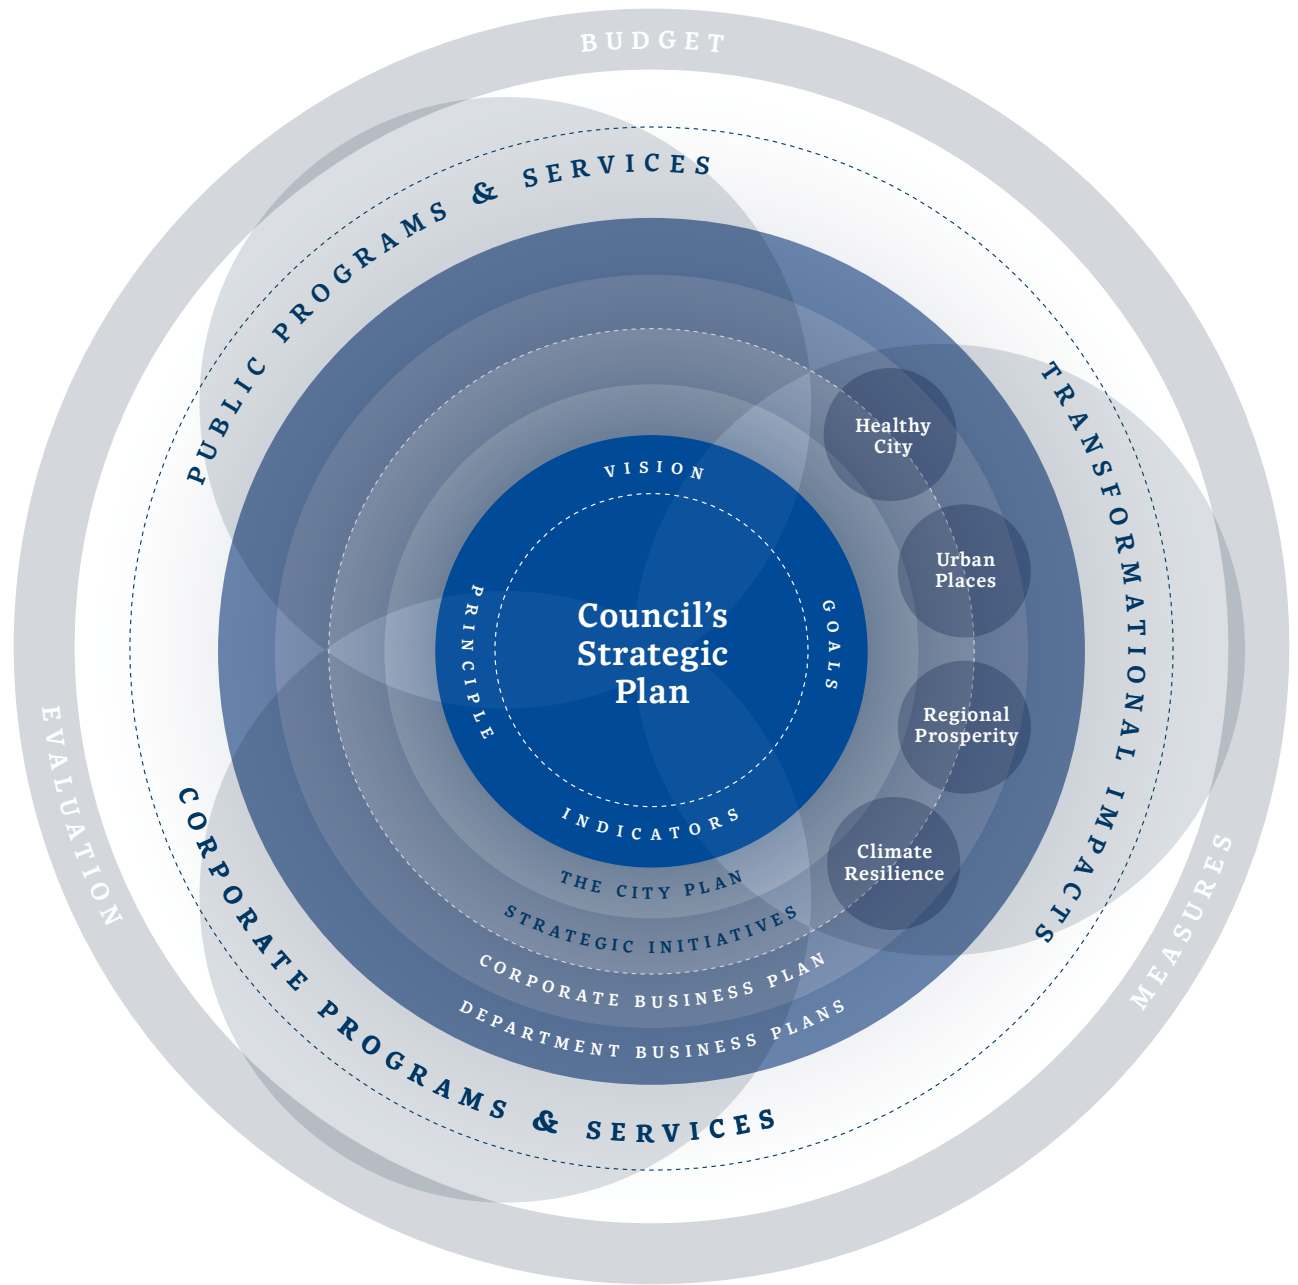 BUDGET
PUBLIC PROGRAMS & SERVICES
TRANSFORMATIONAL IMPACTS
Healthy
City
VISION
Urban
Places
PRINCIPLE
GOALS
Council’s
Strategic
Plan
Regional
Prosperity
EVALUATION
MEASURES
INDICATORS
Climate
Resilience
THE CITY PLAN
STRATEGIC INITIATIVES
CORPORATE BUSINESS PLAN
DEPARTMENT BUSINESS PLANS
CORPORATE PROGRAMS & SERVICES